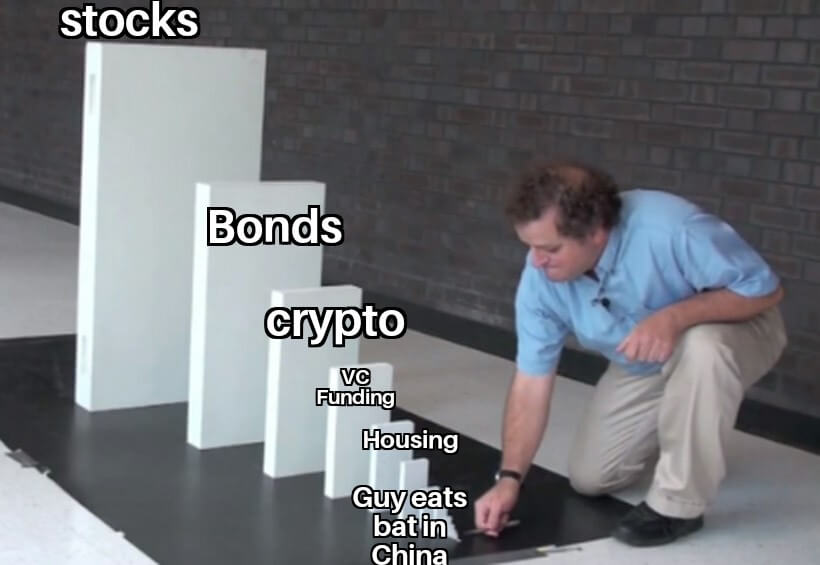 stocks
Bonds
crypto
VC
Funding
Housing
Guy eats
bat in
China